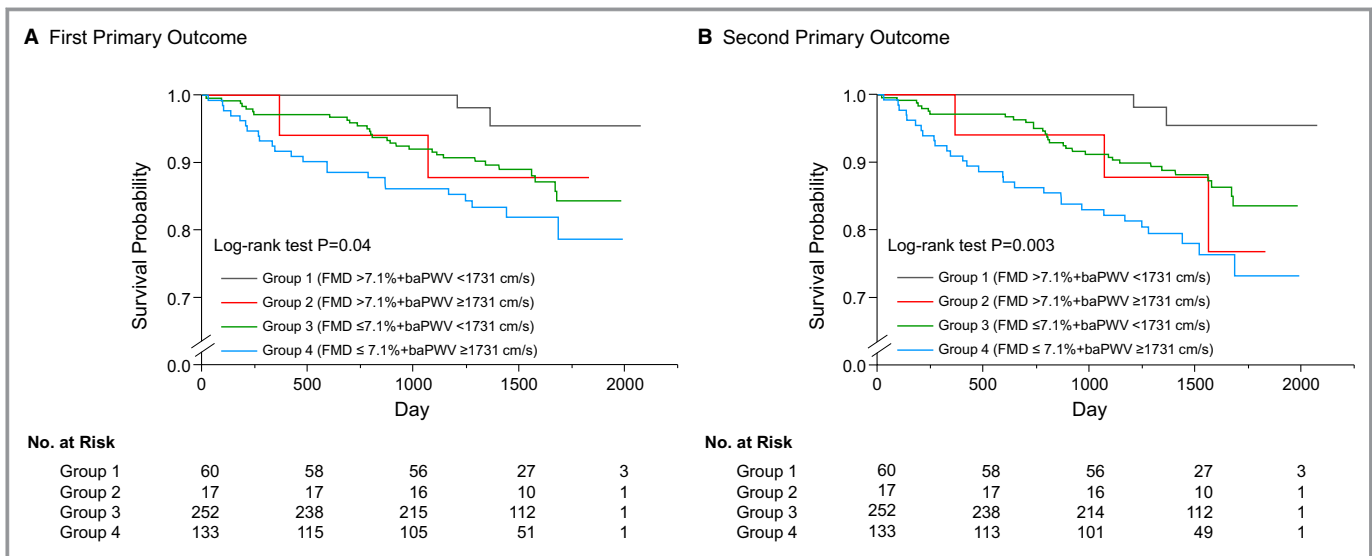 A First Primary Outcome
1.0
0.9
0.8
0.7
0.0
Survival Probability
Log-rank test P=0.04
Group 1 (FMD >7.1%+baPWV <1731 cm/s)
Group 2 (FMD >7.1%+baPWV ≥1731 cm/s)
Group 3 (FMD ≤7.1%+baPWV <1731 cm/s)
Group 4 (FMD ≤ 7.1%+baPWV ≥1731 cm/s)
0 500 1000 1500 2000
Day
No. at Risk
Group 1 60 58 56 27 3
Group 2 17 17 16 10 1
Group 3 252 238 215 112 1
Group 4 133 115 105 51 1
B Second Primary Outcome
1.0
0.9
0.8
0.7
0.0
Survival Probability
Log-rank test P=0.003
Group 1 (FMD >7.1%+baPWV <1731 cm/s)
Group 2 (FMD >7.1%+baPWV ≥1731 cm/s)
Group 3 (FMD ≤7.1%+baPWV <1731 cm/s)
Group 4 (FMD ≤ 7.1%+baPWV ≥1731 cm/s)
0 500 1000 1500 2000
Day
No. at Risk
Group 1 60 58 56 27 3
Group 2 17 17 16 10 1
Group 3 252 238 214 112 1
Group 4 133 113 101 49 1